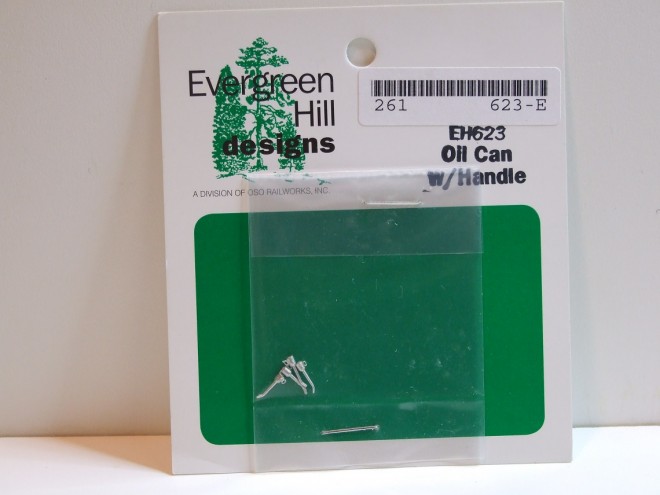 Evergreen
Hill
designs
A DIVISION OF OSO RAILWORKS, INC.
261 623-E
EH623
Oil Can
w/Handle